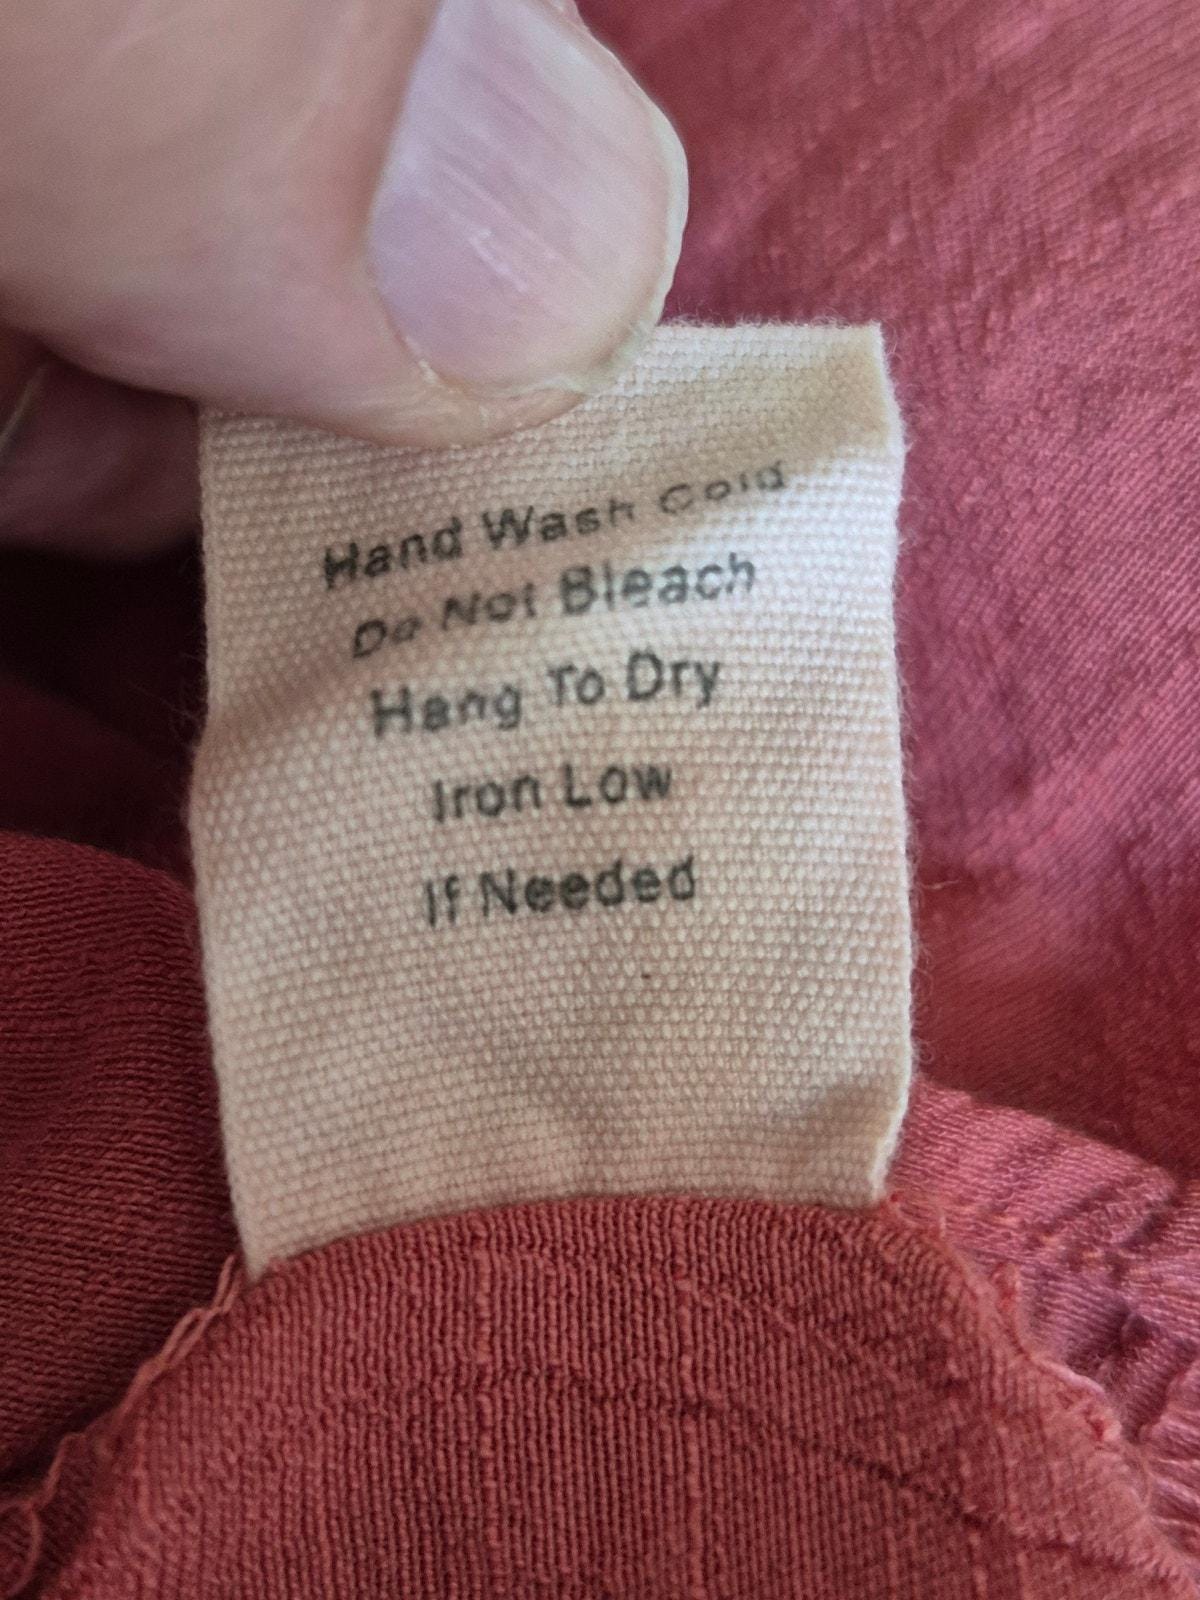 Hand Wash Cold
Do Not Bleach
Hang To Dry
Iron Low
If Needed